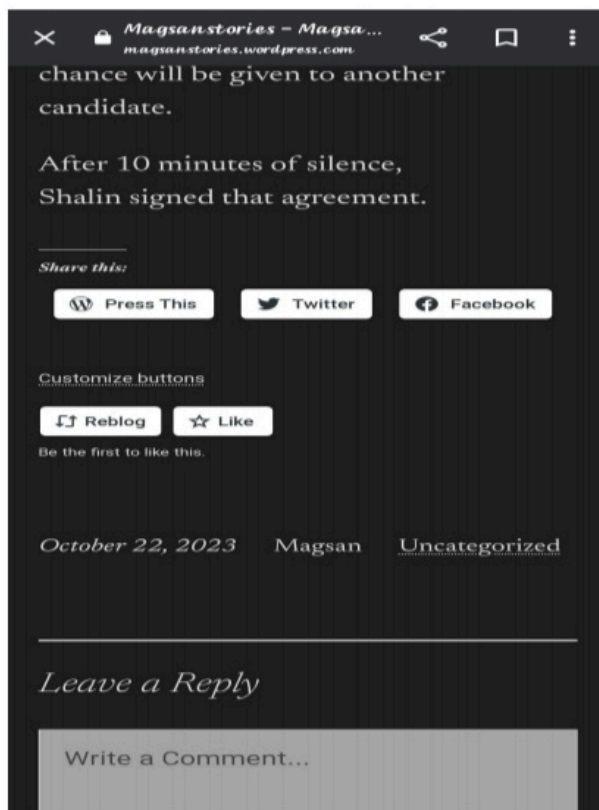 Magsanstories – Magsa...
magsanstories.wordpress.com
chance will be given to another
candidate.
After 10 minutes of silence,
Shalin signed that agreement.
Share this:
Press This Twitter Facebook
Customize buttons
Reblog Like
Be the first to like this.
October 22, 2023 Magsan Uncategorized
Leave a Reply
Write a Comment...